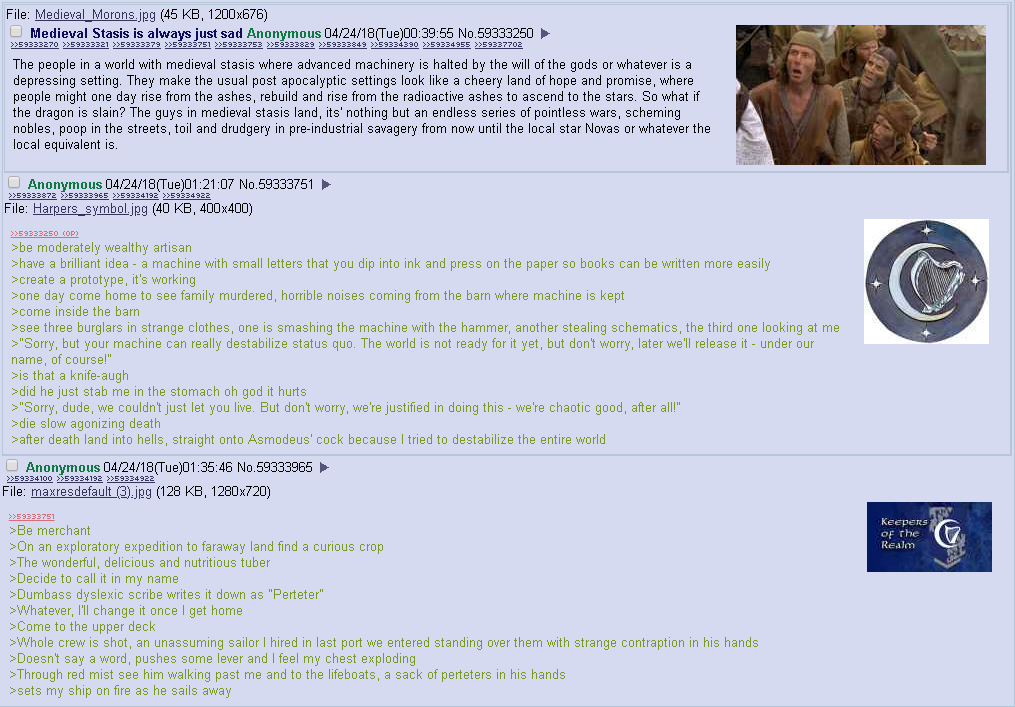 File: Medieval_Morons.jpg (45 KB, 1200x676)
Medieval Stasis is always just sad Anonymous 04/24/18(Tue)00:39:55 No.59333250 ▶
>>59333270 >>59333321 >>59333379 >>59333751 >>59333753 >>59333829 >>59333849 >>59334390 >>59334955 >>59337702
The people in a world with medieval stasis where advanced machinery is halted by the will of the gods or whatever is a
depressing setting. They make the usual post apocalyptic settings look like a cheery land of hope and promise, where
people might one day rise from the ashes, rebuild and rise from the radioactive ashes to ascend to the stars. So what if
the dragon is slain? The guys in medieval stasis land, its' nothing but an endless series of pointless wars, scheming
nobles, poop in the streets, toil and drudgery in pre-industrial savagery from now until the local star Novas or whatever the
local equivalent is.
Anonymous 04/24/18(Tue)01:21:07 No.59333751 ▶
>>59333872 >>59333965 >>59334192 >>59334922
File: Harpers_symbol.jpg (40 KB, 400x400)
>>59333250 (OP)
>be moderately wealthy artisan
>have a brilliant idea - a machine with small letters that you dip into ink and press on the paper so books can be written more easily
>create a prototype, it's working
>one day come home to see family murdered, horrible noises coming from the barn where machine is kept
>come inside the barn
>see three burglars in strange clothes, one is smashing the machine with the hammer, another stealing schematics, the third one looking at me
>"Sorry, but your machine can really destabilize status quo. The world is not ready for it yet, but don't worry, later we'll release it - under our
name, of course!"
>is that a knife-augh
>did he just stab me in the stomach oh god it hurts
>"Sorry, dude, we couldn't just let you live. But don't worry, we're justified in doing this - we're chaotic good, after all!"
>die slow agonizing death
>after death land into hells, straight onto Asmodeus' cock because I tried to destabilize the entire world
Anonymous 04/24/18(Tue)01:35:46 No.59333965 ▶
>>59334100 >>59334192 >>59334922
File: maxresdefault (3).jpg (128 KB, 1280x720)
>>59333751
>Be merchant
>On an exploratory expedition to faraway land find a curious crop
>The wonderful, delicious and nutritious tuber
>Decide to call it in my name
>Dumbass dyslexic scribe writes it down as "Perteter"
>Whatever, I'll change it once I get home
>Come to the upper deck
>Whole crew is shot, an unassuming sailor I hired in last port we entered standing over them with strange contraption in his hands
>Doesn't say a word, pushes some lever and I feel my chest exploding
>Through red mist see him walking past me and to the lifeboats, a sack of perteters in his hands
>sets my ship on fire as he sails away
Keepers
of the
Realm